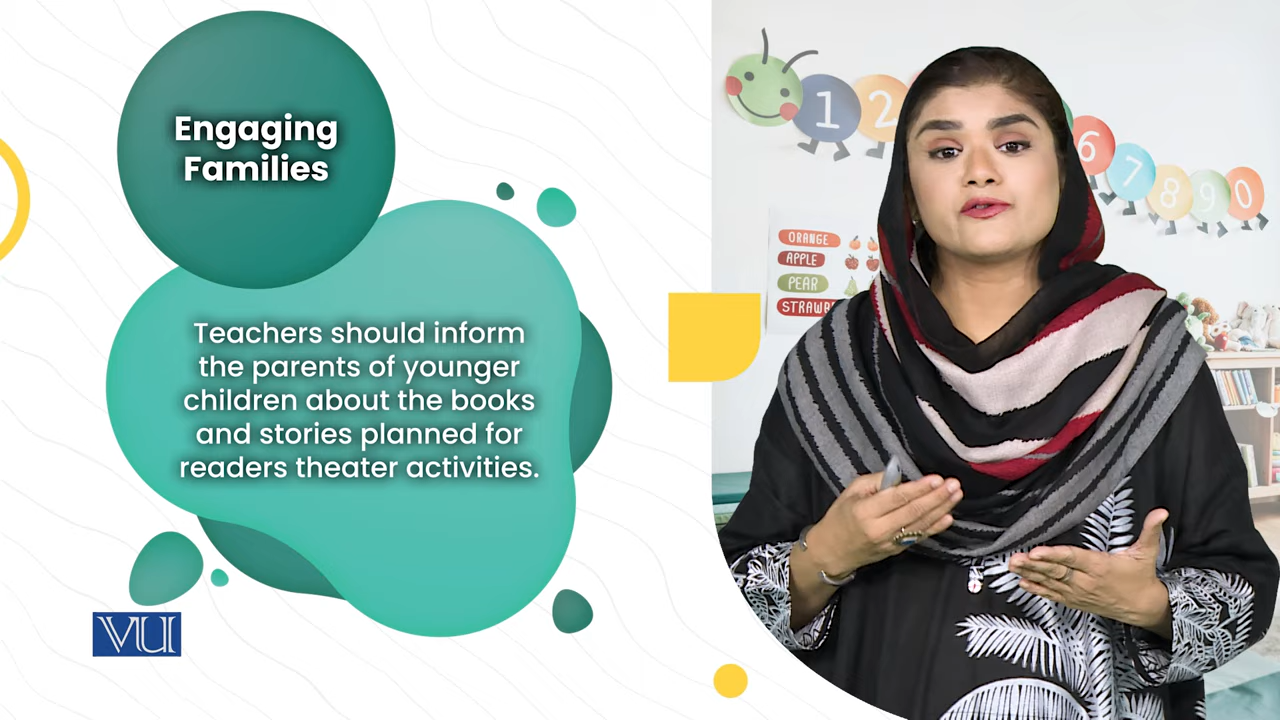 Engaging
Families
Teachers should inform
the parents of younger
children about the books
and stories planned for
readers theater activities.
VU
1
2
6
7
8
9
0
ORANGE
APPLE
PEAR
STRAW